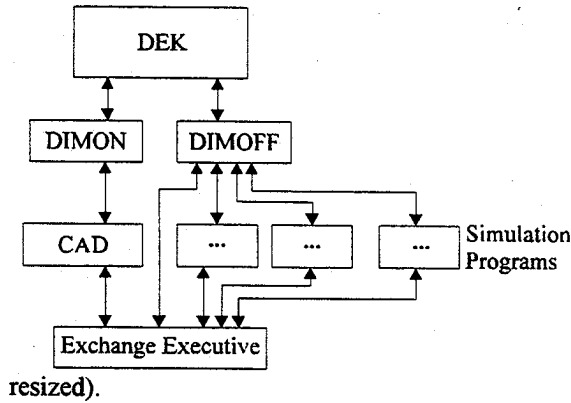 DEK
DIMON
DIMOFF
CAD
...
...
...
Simulation
Programs
Exchange Executive
resized).